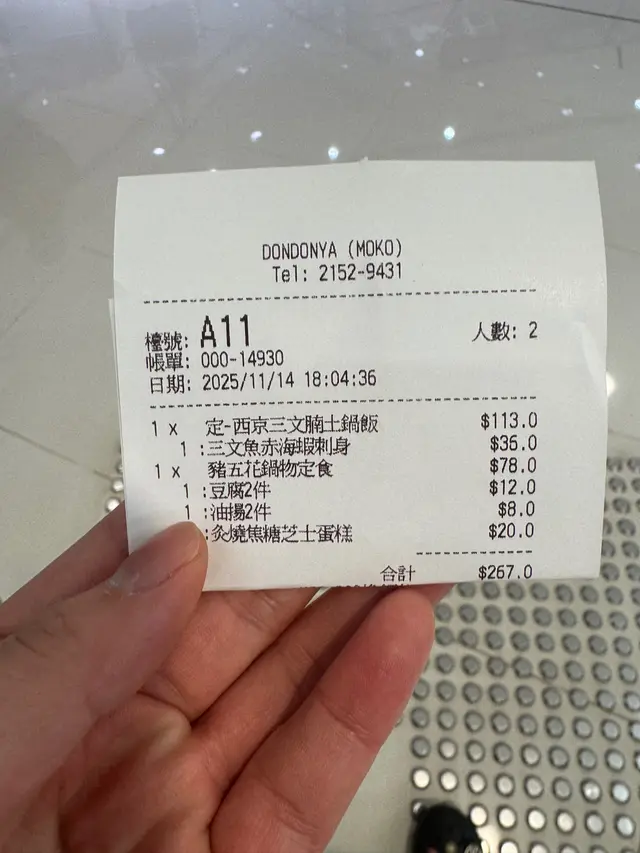 DONDONYA (MOKO)
Tel: 2152-9431
檯號: A11 人數: 2
帳單: 000-14930
日期: 2025/11/14 18:04:36
1 x 定-西京三文腩土鍋飯 $113.0
1 :三文魚赤海蝦刺身 $36.0
1 x 豬五花鍋物定食 $78.0
1 :豆腐2件 $12.0
1 :油揚2件 $8.0
:炙燒焦糖芝士蛋糕 $20.0
合計 $267.0